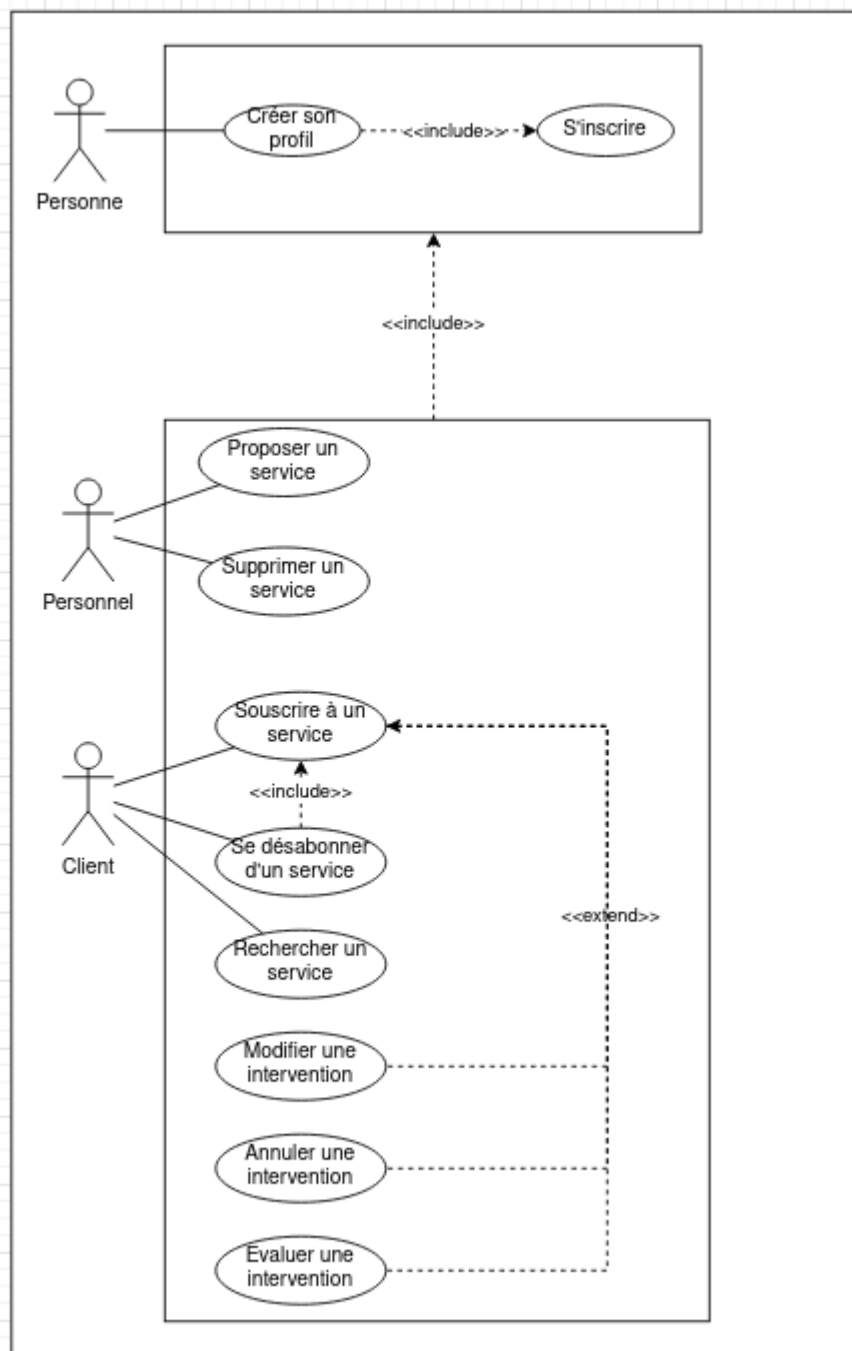 Créer son
profil
<<include>>
S'inscrire
Personne
<<include>>
Proposer un
service
Supprimer un
service
Personnel
Souscrire à un
service
<<include>>
Se désabonner
d'un service
Client
<<extend>>
Rechercher un
service
Modifier une
intervention
Annuler une
intervention
Evaluer une
intervention